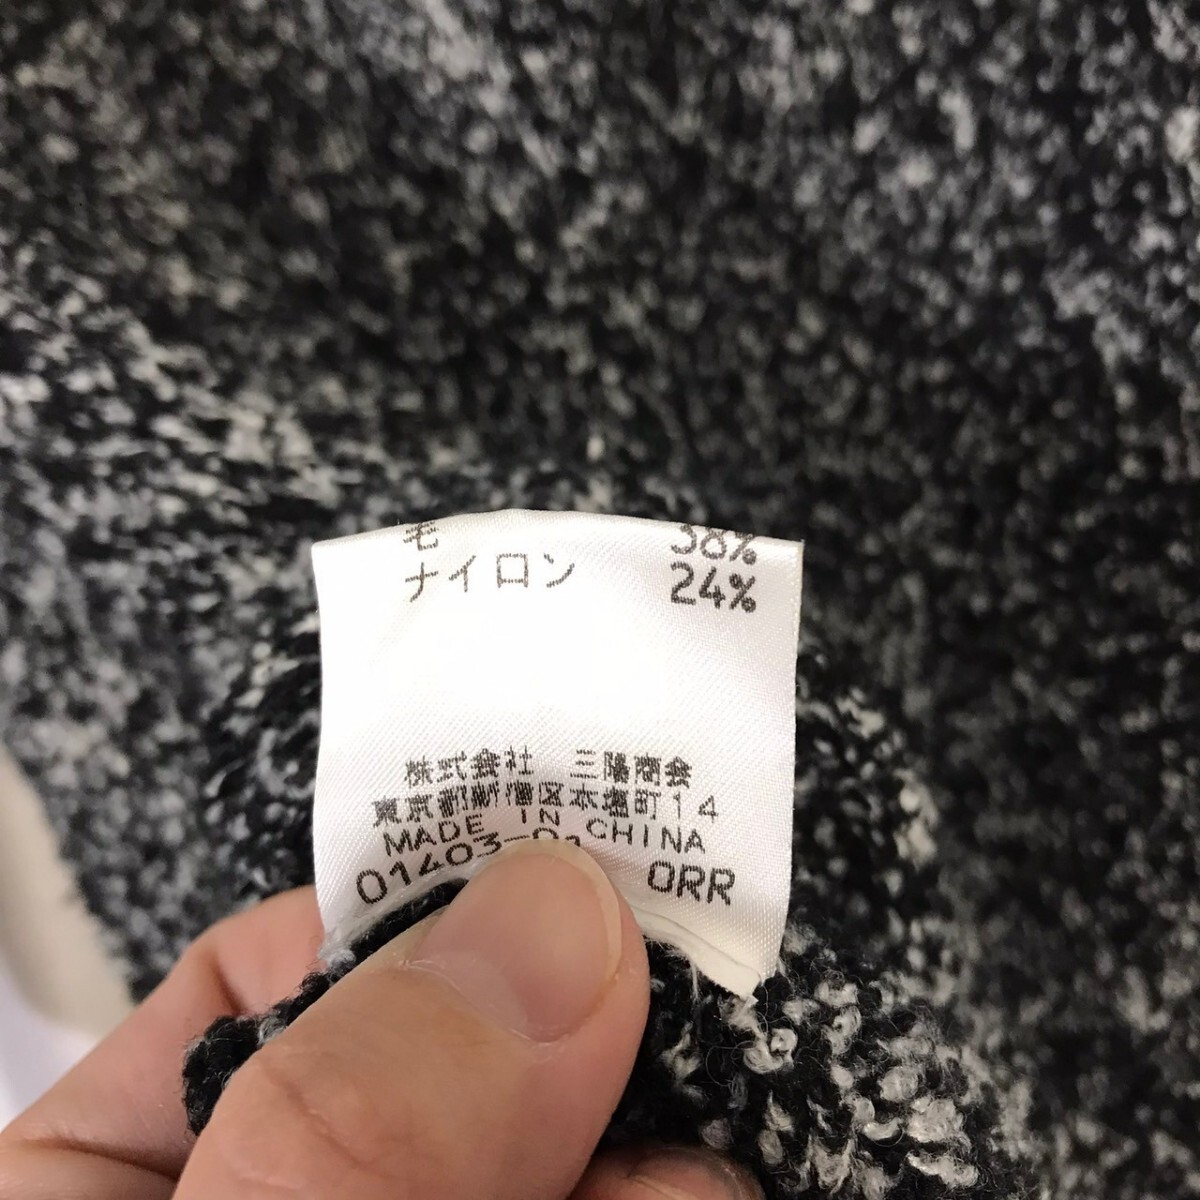 毛 38%
ナイロン 24%
株式会社 三陽商会
東京都新宿区本塩町14
MADE IN CHINA
01403- ORR